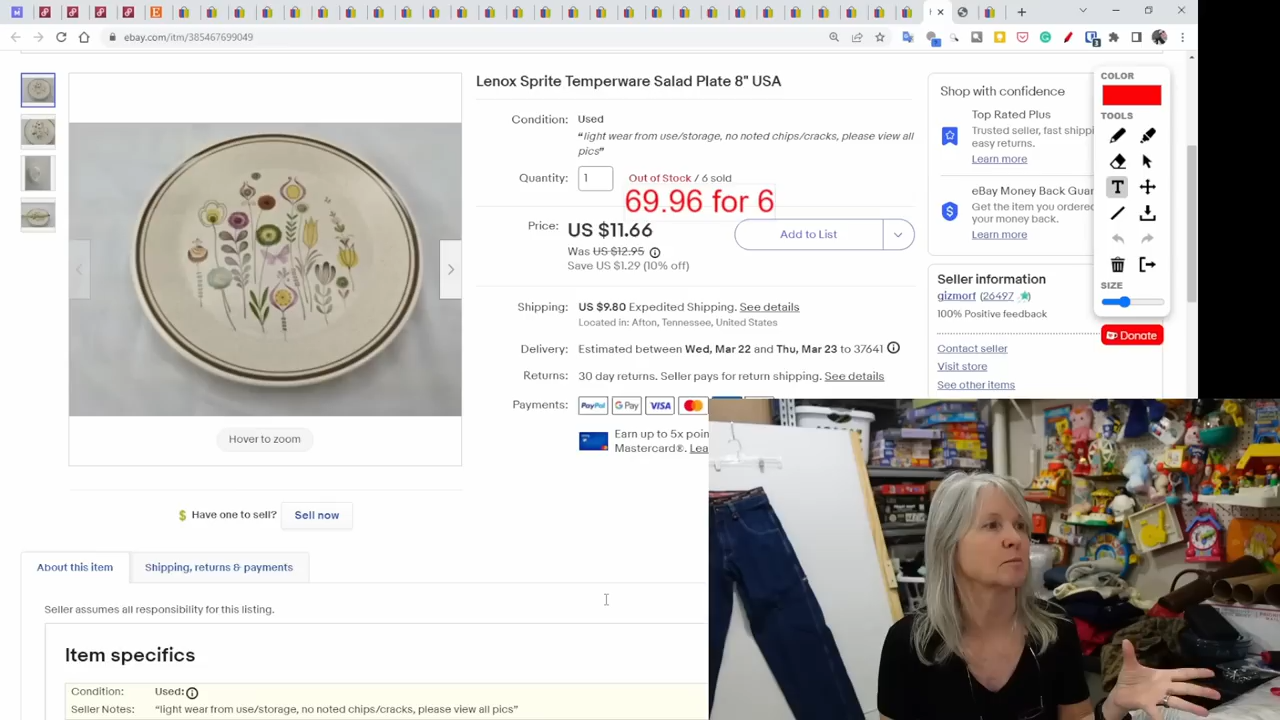 ebay.com/itm/385467699049
Lenox Sprite Temperware Salad Plate 8" USA
Condition: Used
“light wear from use/storage, no noted chips/cracks, please view all
pics”
Quantity: 1 Out of Stock / 6 sold
69.96 for 6
Price: US $11.66
Add to List
Was US $12.95
Save US $1.29 (10% off)
Shipping: US $9.80 Expedited Shipping. See details
Located in: Afton, Tennessee, United States
Delivery: Estimated between Wed, Mar 22 and Thu, Mar 23 to 37641
Returns: 30 day returns. Seller pays for return shipping. See details
Payments: PayPal G Pay VISA
Earn up to 5x poin
Mastercard®. Lea
Hover to zoom
Have one to sell? Sell now
About this item
Shipping, returns & payments
Seller assumes all responsibility for this listing.
Item specifics
Condition: Used:
Seller Notes: “light wear from use/storage, no noted chips/cracks, please view all pics”
Shop with confidence
Top Rated Plus
Trusted seller, fast shippi
easy returns.
Learn more
eBay Money Back Guar
Get the item you ordered
your money back.
Learn more
Seller information
gizmorf (26497
100% Positive feedback
Contact seller
Visit store
See other items
COLOR
TOOLS
T
SIZE
Donate